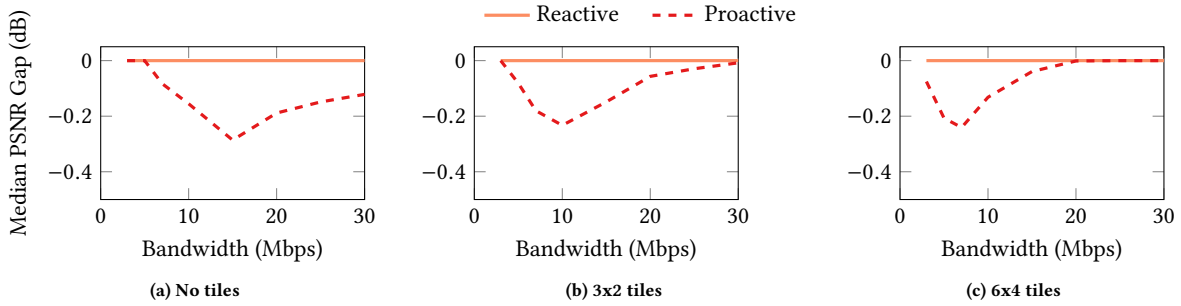 Reactive Proactive
Median PSNR Gap (dB)
0
−0.2
−0.4
0 10 20 30
Bandwidth (Mbps)
(a) No tiles
0
−0.2
−0.4
0 10 20 30
Bandwidth (Mbps)
(b) 3x2 tiles
0
−0.2
−0.4
0 10 20 30
Bandwidth (Mbps)
(c) 6x4 tiles